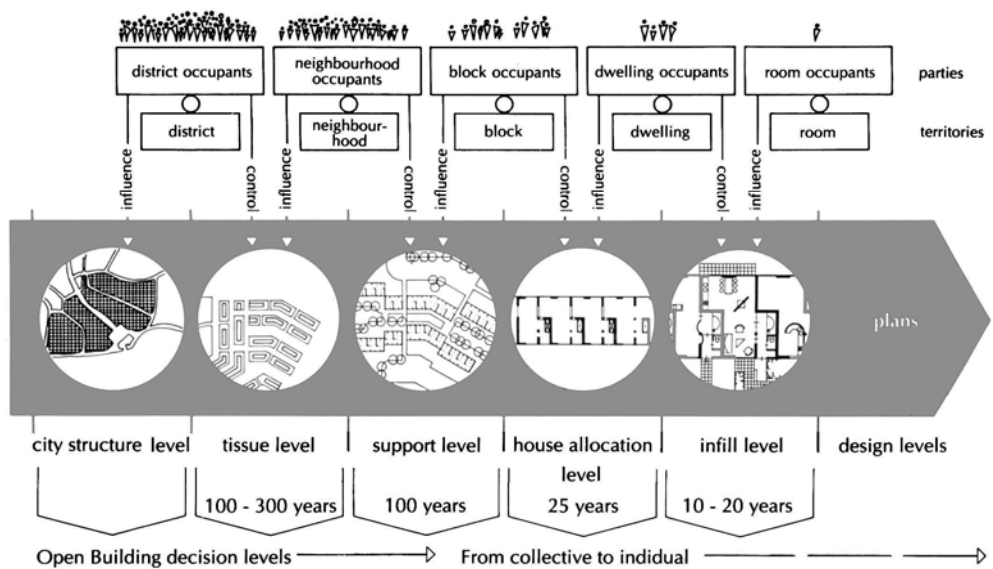 district occupants
neighbourhood
occupants
block occupants
dwelling occupants
room occupants
parties
district
neighbour-
hood
block
dwelling
room
territories
influence
control
influence
control
influence
control
influence
control
influence
plans
city structure level
tissue level
support level
house allocation
level
infill level
design levels
100 - 300 years
100 years
25 years
10 - 20 years
Open Building decision levels
From collective to indidual